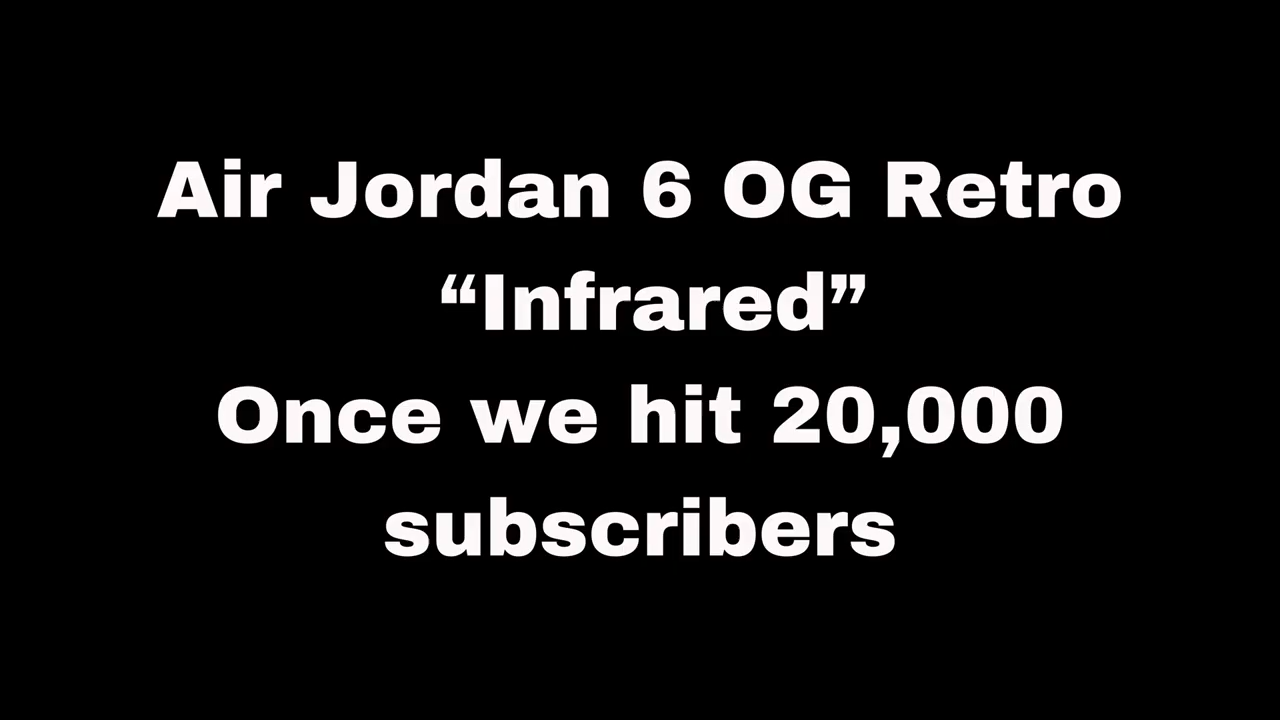 Air Jordan 6 OG Retro
“Infrared”
Once we hit 20,000
subscribers